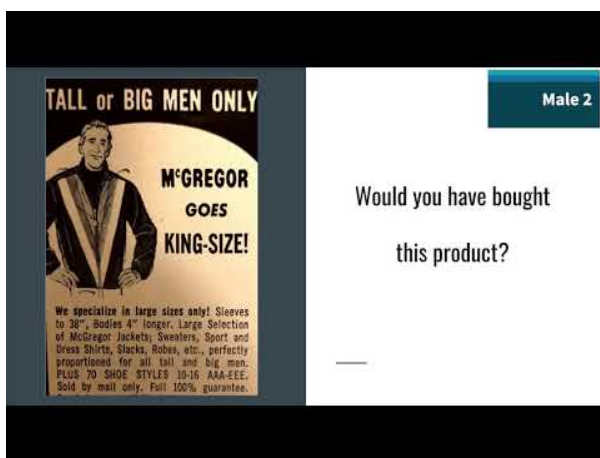 TALL or BIG MEN ONLY
McGREGOR
GOES
KING-SIZE!
We specialize in large sizes only! Sleeves
to 38", Bodies 4" longer. Large Selection
of McGregor Jackets; Sweaters, Sport and
Dress Shirts, Slacks, Robes, etc., perfectly
proportioned for all tall and big men.
PLUS 70 SHOE STYLES 10-16 AAA-EEE.
Sold by mail only. Full 100% guarantee.
Male 2
Would you have bought
this product?